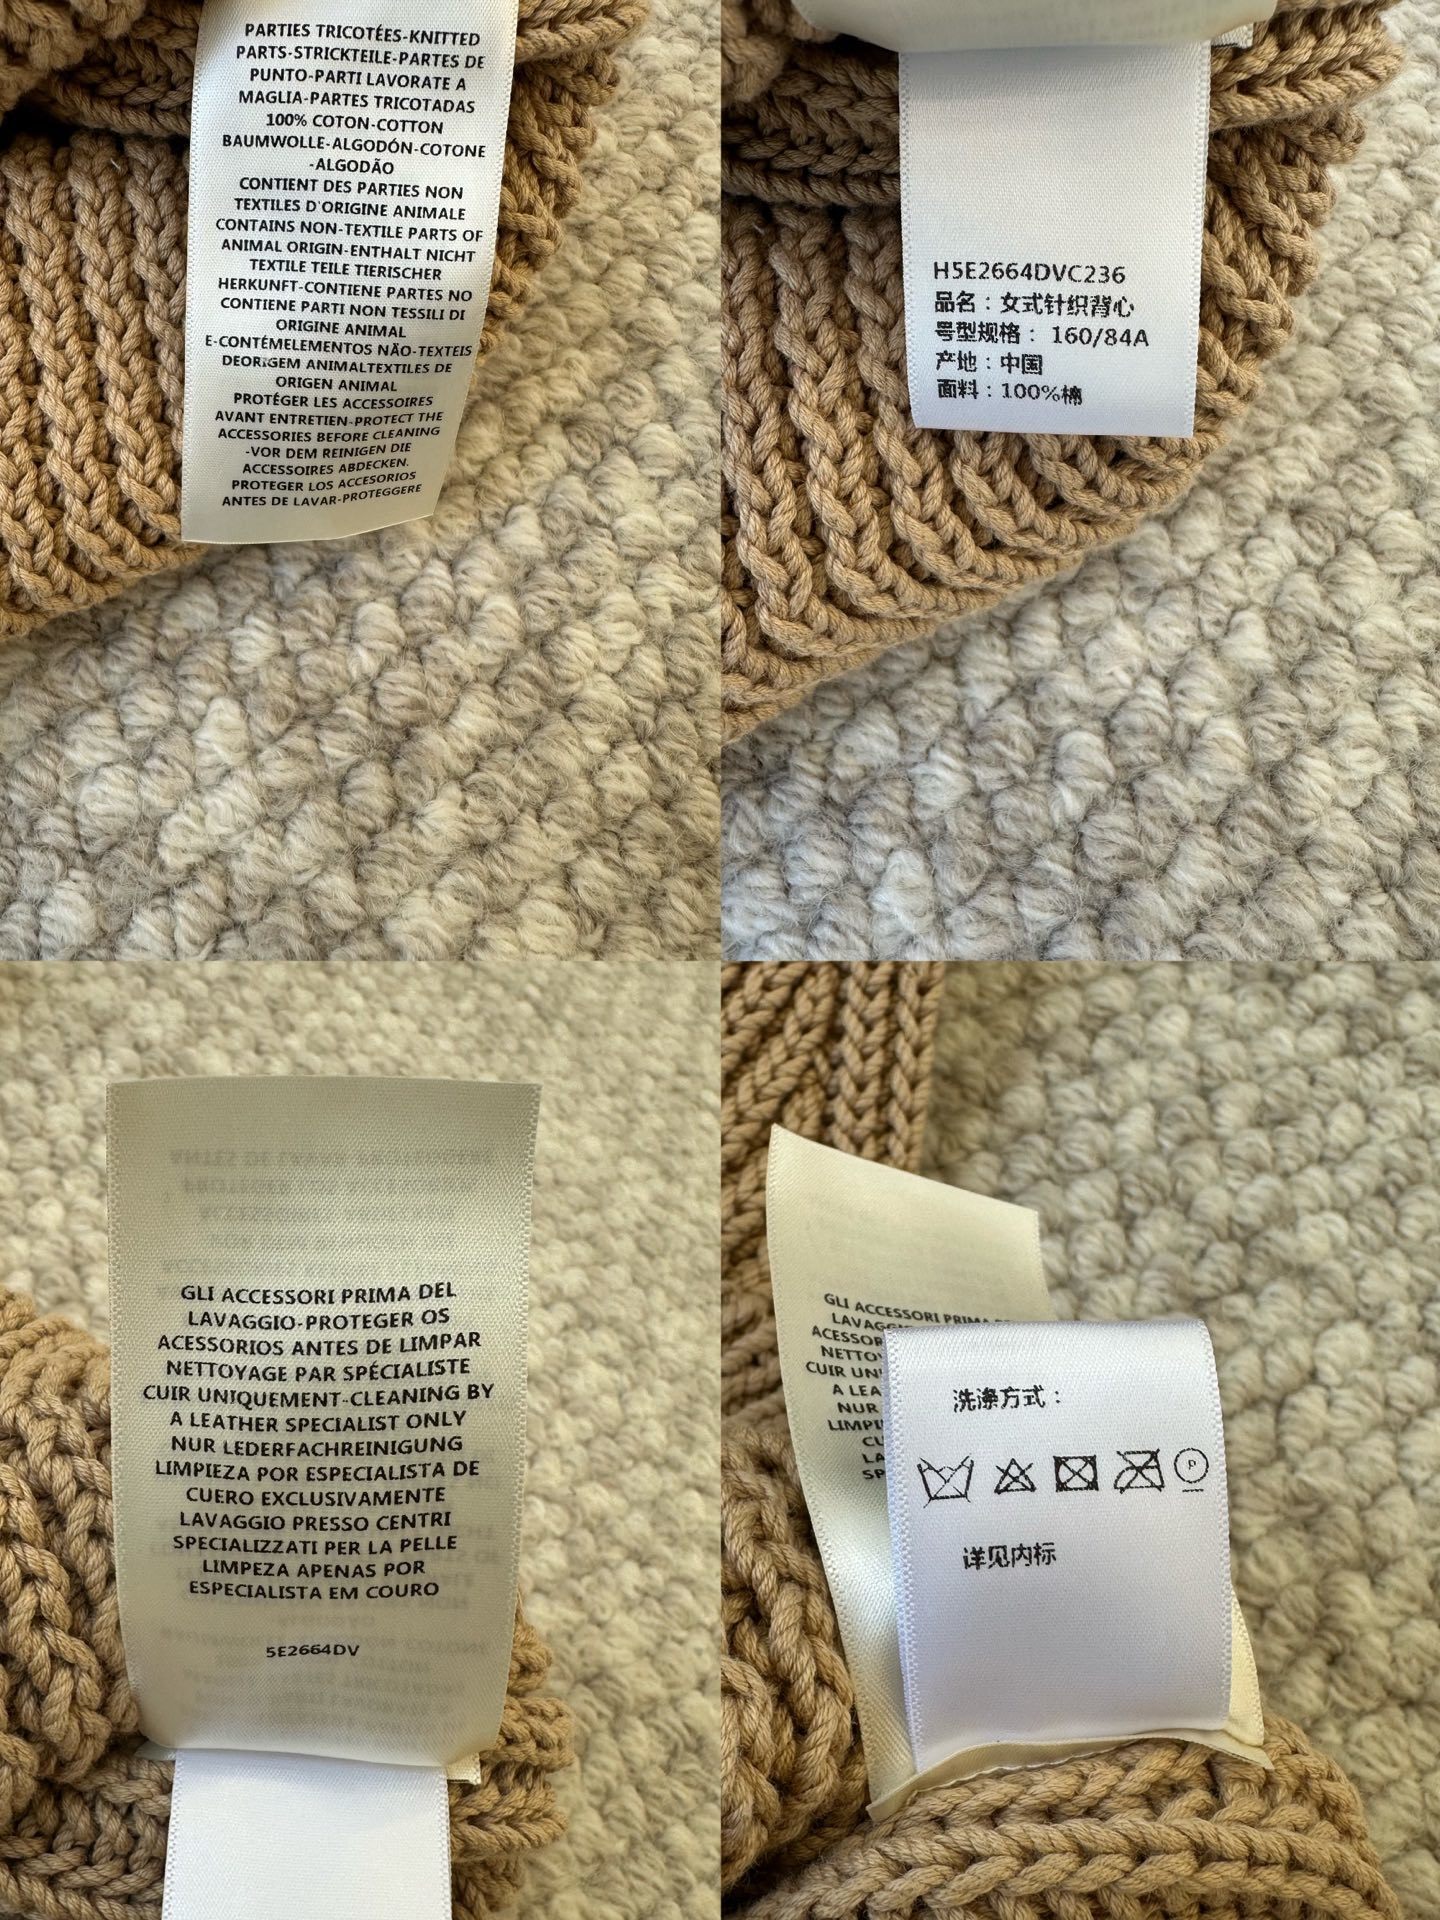 PARTIES TRICOTÉES-KNITTED
PARTS-STRICKTEILE-PARTES DE
PUNTO-PARTI LAVORATE A
MAGLIA-PARTES TRICOTADAS
100% COTON-COTTON
BAUMWOLLE-ALGODÓN-COTONE
-ALGODÃO
CONTIENT DES PARTIES NON
TEXTILES D'ORIGINE ANIMALE
CONTAINS NON-TEXTILE PARTS OF
ANIMAL ORIGIN-ENTHALT NICHT
TEXTILE TEILE TIERISCHER
HERKUNFT-CONTIENE PARTES NO
CONTIENE PARTI NON TESSILI DI
ORIGINE ANIMAL
E-CONTÉMELEMENTOS NÃO-TEXTEIS
DEORIGEM ANIMALTEXTILES DE
ORIGEN ANIMAL
PROTÉGER LES ACCESSOIRES
AVANT ENTRETIEN-PROTECT THE
ACCESSORIES BEFORE CLEANING
-VOR DEM REINIGEN DIE
ACCESSOIRES ABDECKEN.
PROTEGER LOS ACCESORIOS
ANTES DE LAVAR-PROTEGGERE
H5E2664DVC236
品名：女式针织背心
号型规格： 160/84A
产地：中国
面料：100%棉
GLI ACCESSORI PRIMA DEL
LAVAGGIO-PROTEGER OS
ACESSORIOS ANTES DE LIMPAR
NETTOYAGE PAR SPÉCIALISTE
CUIR UNIQUEMENT-CLEANING BY
A LEATHER SPECIALIST ONLY
NUR LEDERFACHREINIGUNG
LIMPIEZA POR ESPECIALISTA DE
CUERO EXCLUSIVAMENTE
LAVAGGIO PRESSO CENTRI
SPECIALIZZATI PER LA PELLE
LIMPEZA APENAS POR
ESPECIALISTA EM COURO
5E2664DV
GLI ACCESSORI PRIMA
洗涤方式：
P
详见内标